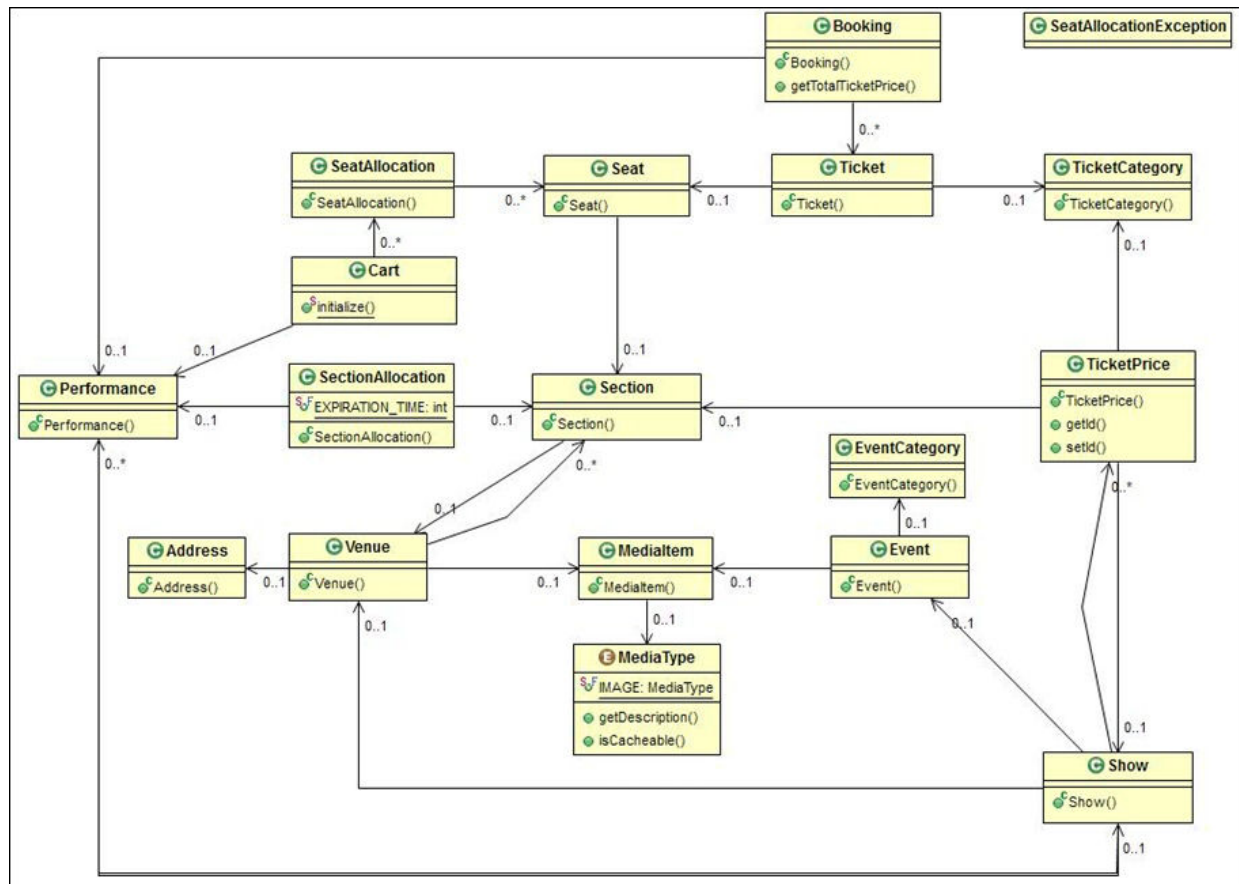 Booking
Booking()
getTotalTicketPrice()
SeatAllocationException
0..*
SeatAllocation
SeatAllocation()
0..*
Seat
Seat()
0..1
Ticket
Ticket()
0..1
TicketCategory
TicketCategory()
0..*
0..1
Cart
initialize()
0..1
0..1
0..1
Performance
Performance()
0..1
SectionAllocation
EXPIRATION_TIME: int
SectionAllocation()
0..1
Section
Section()
0..1
TicketPrice
TicketPrice()
getId()
setId()
0..*
0..*
0..*
EventCategory
EventCategory()
0..1
0..1
Address
Address()
0..1
Venue
Venue()
0..1
MediaItem
MediaItem()
0..1
Event
Event()
0..1
0..1
0..1
MediaType
IMAGE: MediaType
getDescription()
isCacheable()
0..1
Show
Show()
0..1